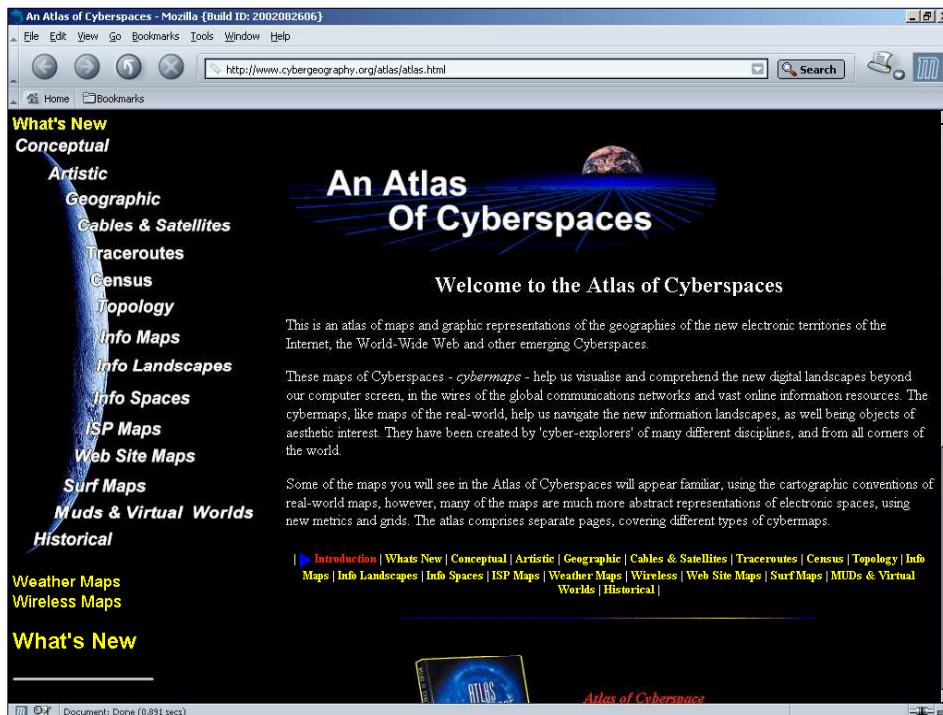 An Atlas of Cyberspaces - Mozilla {Build ID: 2002082606}
File Edit View Go Bookmarks Tools Window Help
http://www.cybergeography.org/atlas/atlas.html
Search
Home Bookmarks
What's New
Conceptual
Artistic
Geographic
Cables & Satellites
Traceroutes
Census
Topology
Info Maps
Info Landscapes
Info Spaces
ISP Maps
Web Site Maps
Surf Maps
Muds & Virtual Worlds
Historical
Weather Maps
Wireless Maps
What's New
An Atlas
Of Cyberspaces
Welcome to the Atlas of Cyberspaces
This is an atlas of maps and graphic representations of the geographies of the new electronic territories of the
Internet, the World-Wide Web and other emerging Cyberspaces.
These maps of Cyberspaces - cybermaps - help us visualise and comprehend the new digital landscapes beyond
our computer screen, in the wires of the global communications networks and vast online information resources. The
cybermaps, like maps of the real-world, help us navigate the new information landscapes, as well being objects of
aesthetic interest. They have been created by 'cyber-explorers' of many different disciplines, and from all corners of
the world.
Some of the maps you will see in the Atlas of Cyberspaces will appear familiar, using the cartographic conventions of
real-world maps, however, many of the maps are much more abstract representations of electronic spaces, using
new metrics and grids. The atlas comprises separate pages, covering different types of cybermaps.
| Introduction | Whats New | Conceptual | Artistic | Geographic | Cables & Satellites | Traceroutes | Census | Topology | Info
Maps | Info Landscapes | Info Spaces | ISP Maps | Weather Maps | Wireless | Web Site Maps | Surf Maps | MUDs & Virtual
Worlds | Historical |
ATLAS
Atlas of Cyberspace
Document: Done (0.891 secs)